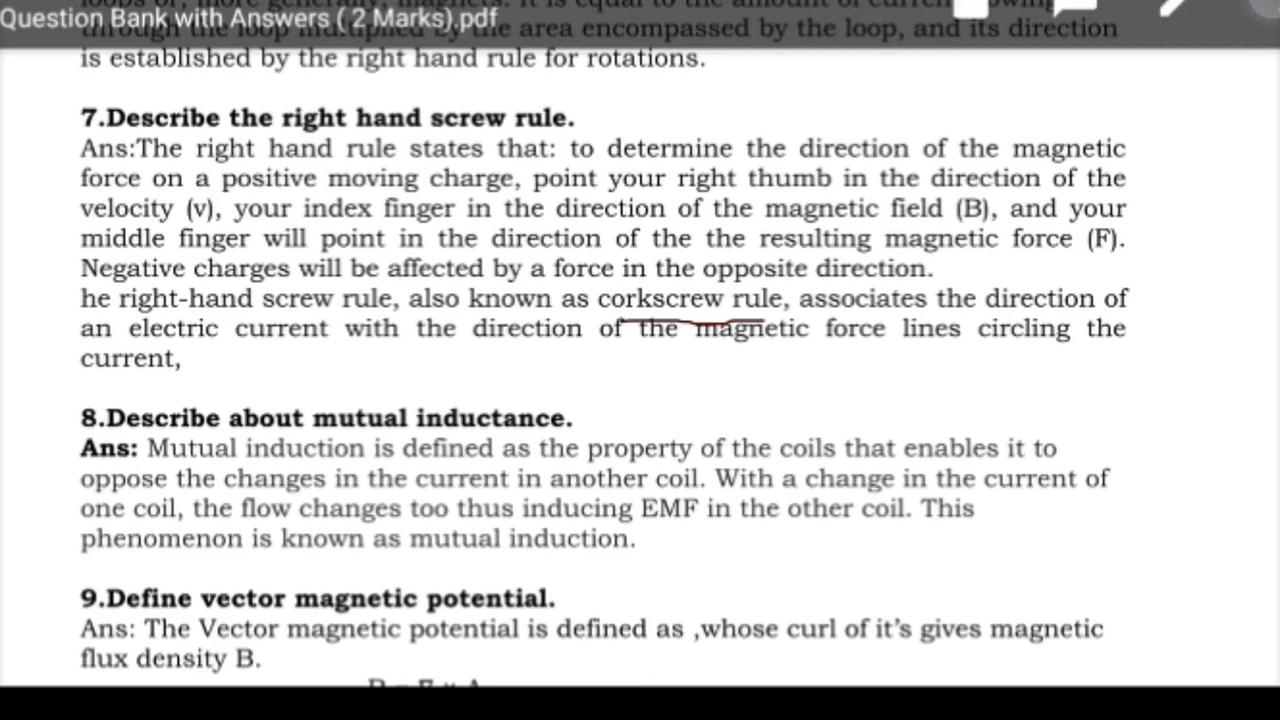 Question Bank with Answers ( 2 Marks).pdf
through the loop multiplied by the area encompassed by the loop, and its direction
is established by the right hand rule for rotations.
7.Describe the right hand screw rule.
Ans:The right hand rule states that: to determine the direction of the magnetic
force on a positive moving charge, point your right thumb in the direction of the
velocity (v), your index finger in the direction of the magnetic field (B), and your
middle finger will point in the direction of the the resulting magnetic force (F).
Negative charges will be affected by a force in the opposite direction.
he right-hand screw rule, also known as corkscrew rule, associates the direction of
an electric current with the direction of the magnetic force lines circling the
current,
8.Describe about mutual inductance.
Ans: Mutual induction is defined as the property of the coils that enables it to
oppose the changes in the current in another coil. With a change in the current of
one coil, the flow changes too thus inducing EMF in the other coil. This
phenomenon is known as mutual induction.
9.Define vector magnetic potential.
Ans: The Vector magnetic potential is defined as ,whose curl of it's gives magnetic
flux density B.